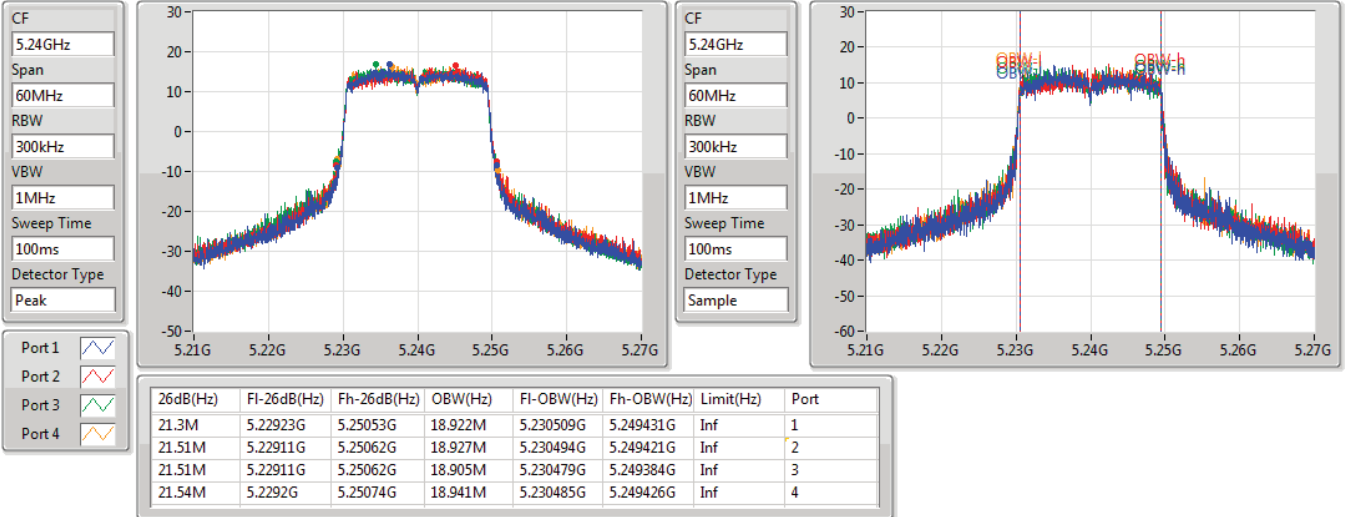 CF
5.24GHz
Span
60MHz
RBW
300kHz
VBW
1MHz
Sweep Time
100ms
Detector Type
Peak
30
20
10
0
-10
-20
-30
-40
-50
5.21G 5.22G 5.23G 5.24G 5.25G 5.26G 5.27G
CF
5.24GHz
Span
60MHz
RBW
300kHz
VBW
1MHz
Sweep Time
100ms
Detector Type
Sample
30
20
10
0
-10
-20
-30
-40
-50
-60
OBW-l OBW-h
5.21G 5.22G 5.23G 5.24G 5.25G 5.26G 5.27G
Port 1
Port 2
Port 3
Port 4
26dB(Hz) Fl-26dB(Hz) Fh-26dB(Hz) OBW(Hz) Fl-OBW(Hz) Fh-OBW(Hz) Limit(Hz) Port
21.3M 5.22923G 5.25053G 18.922M 5.230509G 5.249431G Inf 1
21.51M 5.22911G 5.25062G 18.927M 5.230494G 5.249421G Inf 2
21.51M 5.22911G 5.25062G 18.905M 5.230479G 5.249384G Inf 3
21.54M 5.2292G 5.25074G 18.941M 5.230485G 5.249426G Inf 4